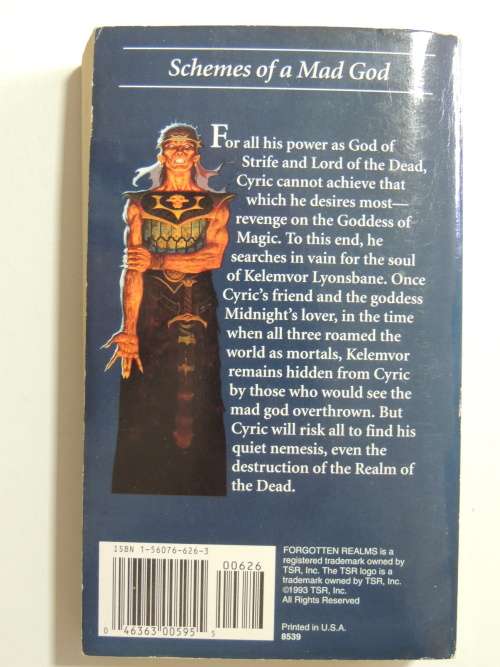 Schemes of a Mad God
For all his power as God of
Strife and Lord of the Dead,
Cyric cannot achieve that
which he desires most—
revenge on the Goddess of
Magic. To this end, he
searches in vain for the soul
of Kelemvor Lyonsbane. Once
Cyric's friend and the goddess
Midnight's lover, in the time
when all three roamed the
world as mortals, Kelemvor
remains hidden from Cyric
by those who would see the
mad god overthrown. But
Cyric will risk all to find his
quiet nemesis, even the
destruction of the Realm of
the Dead.
ISBN 1-56076-626-3
00626
0 46363 00595 5
FORGOTTEN REALMS is a
registered trademark owned by
TSR, Inc. The TSR logo is a
trademark owned by TSR, Inc.
©1993 TSR, Inc.
All Rights Reserved
Printed in U.S.A.
8539